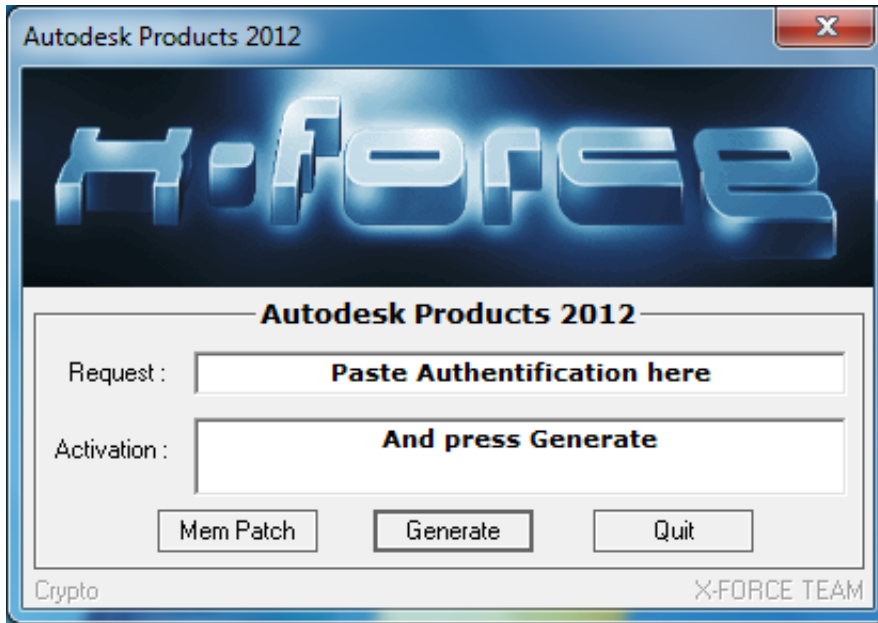 Autodesk Products 2012
X-FORCE
Autodesk Products 2012
Request :
Paste Authentification here
Activation :
And press Generate
Mem Patch
Generate
Quit
Crypto
X-FORCE TEAM